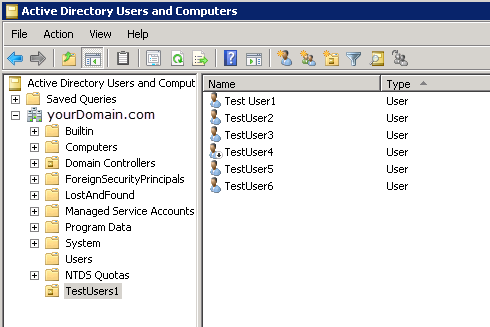 Active Directory Users and Computers
File Action View Help
Active Directory Users and Comput
Saved Queries
yourDomain.com
Builtin
Computers
Domain Controllers
ForeignSecurityPrincipals
LostAndFound
Managed Service Accounts
Program Data
System
Users
NTDS Quotas
TestUsers1
Name Type
Test User1 User
TestUser2 User
TestUser3 User
TestUser4 User
TestUser5 User
TestUser6 User